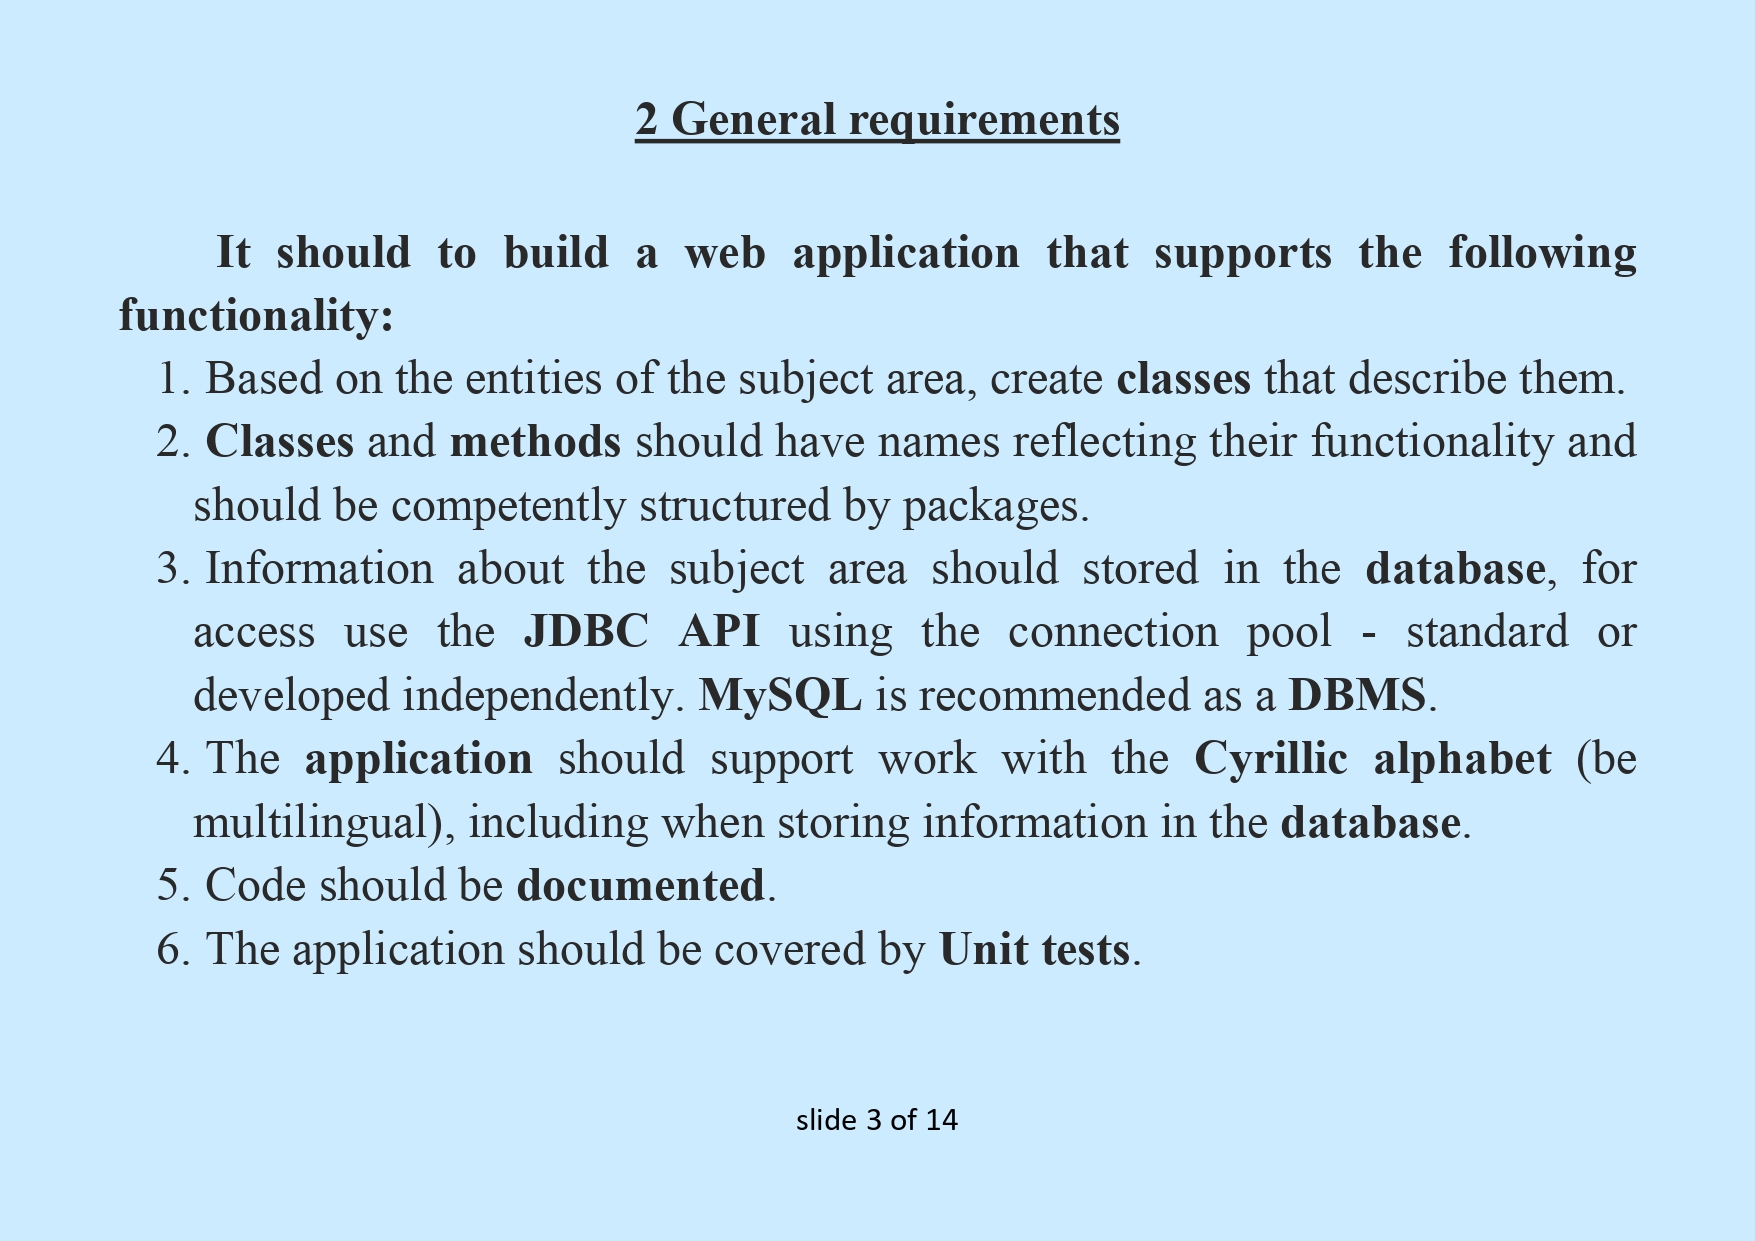 2 General requirements
It should to build a web application that supports the following
functionality:
1. Based on the entities of the subject area, create classes that describe them.
2. Classes and methods should have names reflecting their functionality and
should be competently structured by packages.
3. Information about the subject area should stored in the database, for
access use the JDBC API using the connection pool - standard or
developed independently. MySQL is recommended as a DBMS.
4. The application should support work with the Cyrillic alphabet (be
multilingual), including when storing information in the database.
5. Code should be documented.
6. The application should be covered by Unit tests.
slide 3 of 14